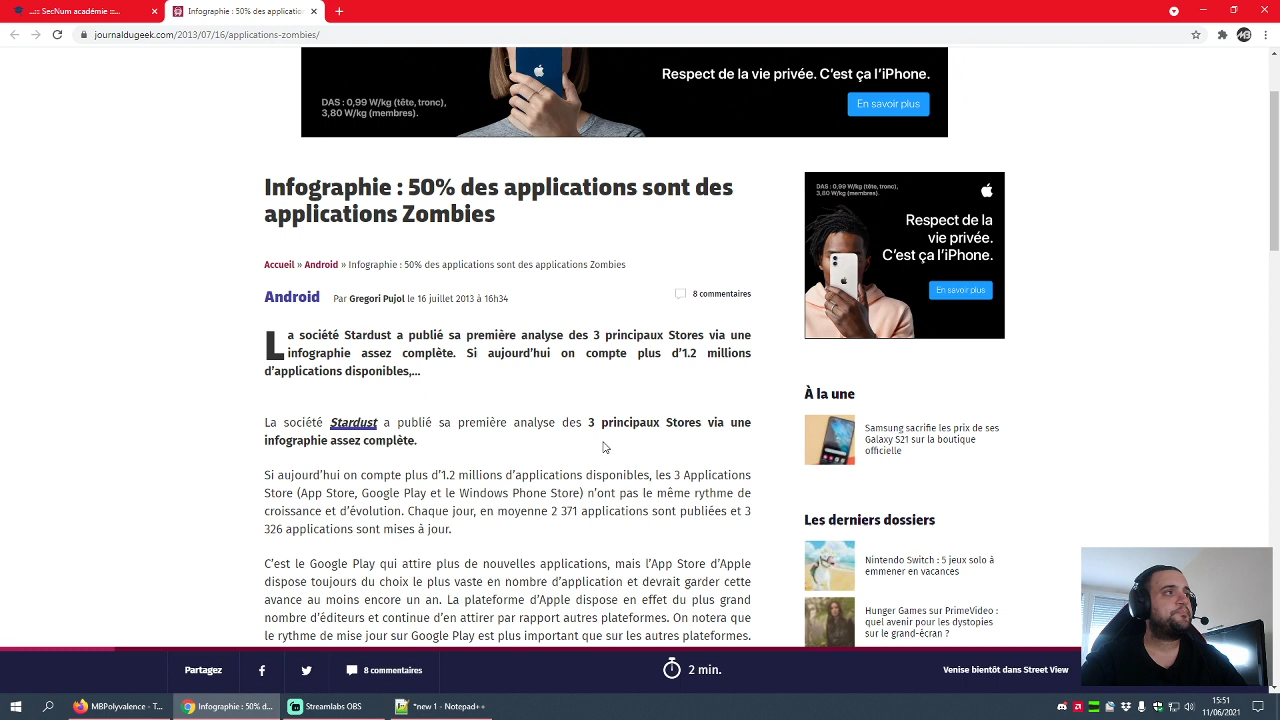 ..:: SecNum académie ::..
Infographie : 50% des application
journaldugeek.com/2013/07/16/applications-zombies/
DAS : 0,99 W/kg (tête, tronc),
3,80 W/kg (membres).
Respect de la vie privée. C'est ça l'iPhone.
En savoir plus
Infographie : 50% des applications sont des
applications Zombies
Accueil » Android » Infographie : 50% des applications sont des applications Zombies
Android Par Gregori Pujol le 16 juillet 2013 à 16h34
8 commentaires
La société Stardust a publié sa première analyse des 3 principaux Stores via une
infographie assez complète. Si aujourd'hui on compte plus d'1.2 millions
d'applications disponibles,...
La société Stardust a publié sa première analyse des 3 principaux Stores via une
infographie assez complète.
Si aujourd'hui on compte plus d'1.2 millions d'applications disponibles, les 3 Applications
Store (App Store, Google Play et le Windows Phone Store) n'ont pas le même rythme de
croissance et d'évolution. Chaque jour, en moyenne 2 371 applications sont publiées et 3
326 applications sont mises à jour.
C'est le Google Play qui attire plus de nouvelles applications, mais l'App Store d'Apple
dispose toujours du choix le plus vaste en nombre d'application et devrait garder cette
avance au moins encore un an. La plateforme d'Apple dispose en effet du plus grand
nombre d'éditeurs et continue d'en attirer par rapport autres plateformes. On notera que
le rythme de mise jour sur Google Play est plus important que sur les autres plateformes.
DAS : 0,99 W/kg (tête, tronc),
3,80 W/kg (membres).
Respect de la
vie privée.
C'est ça l'iPhone.
En savoir plus
À la une
Samsung sacrifie les prix de ses
Galaxy S21 sur la boutique
officielle
Les derniers dossiers
Nintendo Switch : 5 jeux solo à
emmener en vacances
Hunger Games sur PrimeVideo :
quel avenir pour les dystopies
sur le grand-écran ?
Partagez
8 commentaires
2 min.
Venise bientôt dans Street View
MBPolyvalence - T...
Infographie : 50% d...
Streamlabs OBS
*new 1 - Notepad++
15:51
11/06/2021